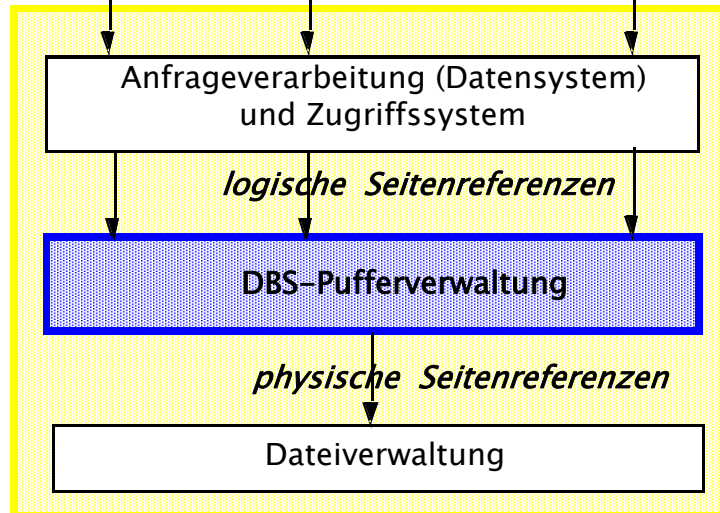 Anfrageverarbeitung (Datensystem)
und Zugriffssystem
logische Seitenreferenzen
DBS-Pufferverwaltung
physische Seitenreferenzen
Dateiverwaltung